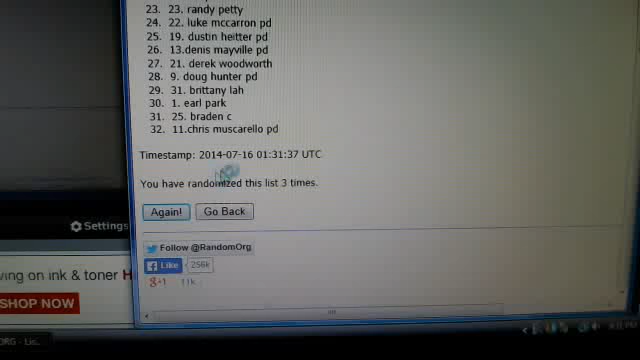 23. 23. randy petty
24. 22. luke mccarron pd
25. 19. dustin heitter pd
26. 13.denis mayville pd
27. 21. derek woodworth
28. 9. doug hunter pd
29. 31. brittany lah
30. 1. earl park
31. 25. braden c
32. 11.chris muscarello pd
Timestamp: 2014-07-16 01:31:37 UTC
You have randomized this list 3 times.
Again! Go Back
Settings
Follow @RandomOrg
Like 256k
11k
ving on ink & toner H
SHOP NOW
ORG - Lis...